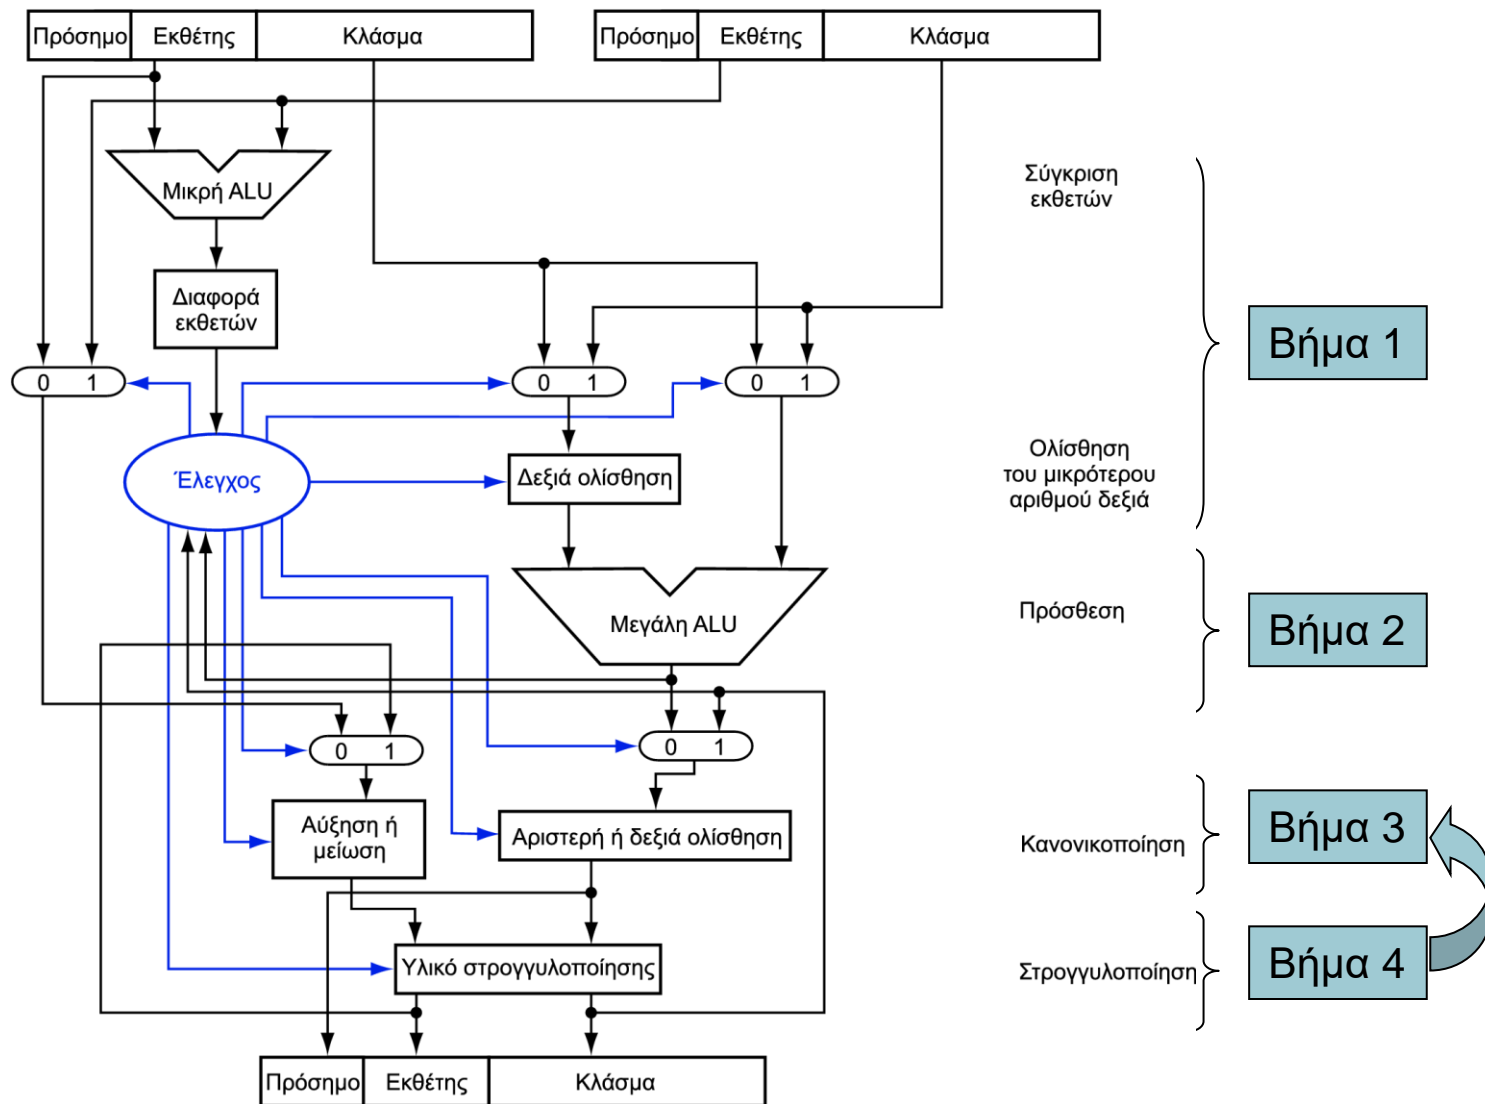 Πρόσημο Εκθέτης Κλάσμα Πρόσημο Εκθέτης Κλάσμα
Μικρή ALU
Σύγκριση
εκθετών
Διαφορά
εκθετών
Βήμα 1
0 1 0 1 0 1
Έλεγχος
Δεξιά ολίσθηση
Ολίσθηση
του μικρότερου
αριθμού δεξιά
Μεγάλη ALU
Πρόσθεση
Βήμα 2
0 1 0 1
Αύξηση ή
μείωση
Αριστερή ή δεξιά ολίσθηση
Κανονικοποίηση
Βήμα 3
Υλικό στρογγυλοποίησης
Στρογγυλοποίηση
Βήμα 4
Πρόσημο Εκθέτης Κλάσμα